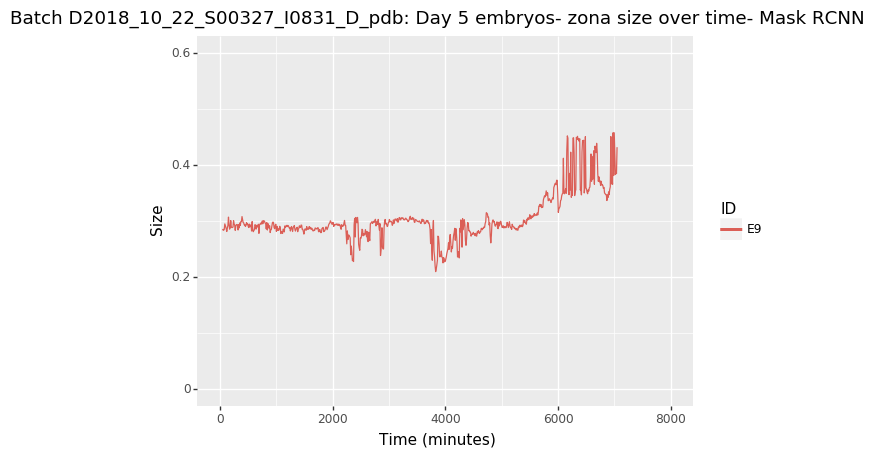 Batch D2018_10_22_S00327_I0831_D_pdb: Day 5 embryos- zona size over time- Mask RCNN
0.6
0.4
0.2
0
Size
0
2000
4000
6000
8000
Time (minutes)
ID
E9